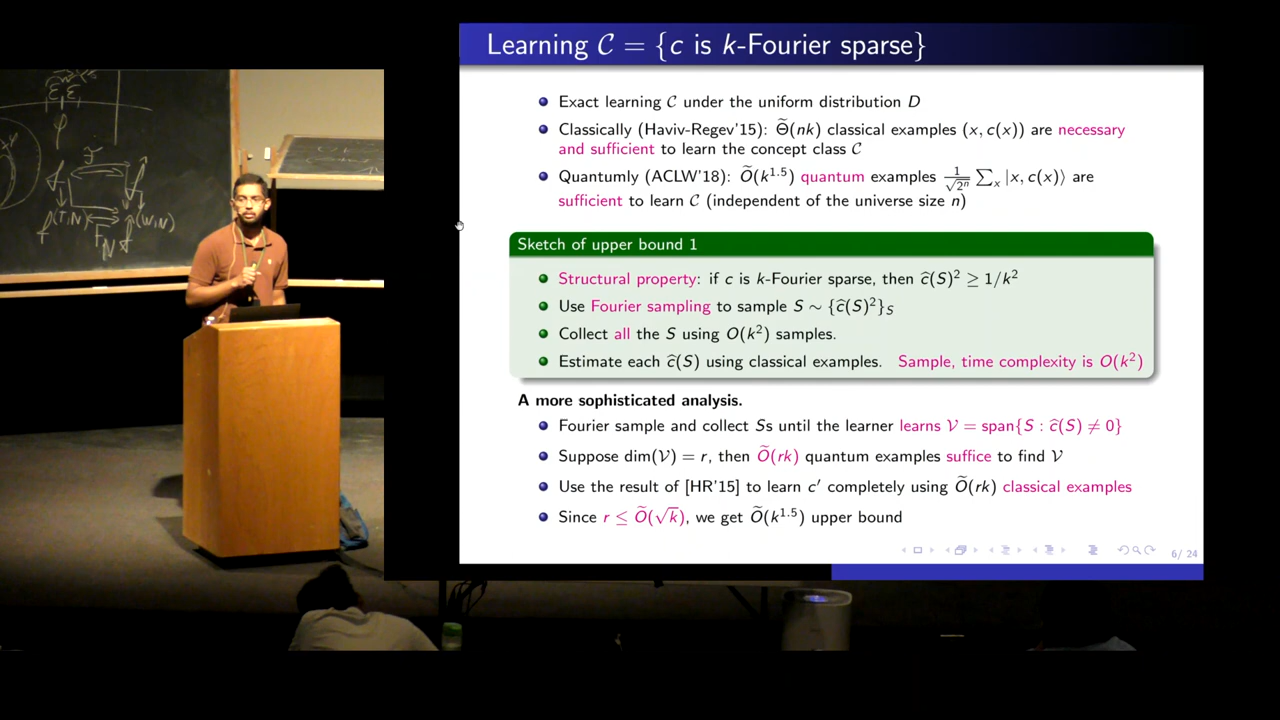 Learning 𝒞 = {c is k-Fourier sparse}
Exact learning 𝒞 under the uniform distribution D
Classically (Haviv-Regev'15): Θ̃(nk) classical examples (x, c(x)) are necessary
and sufficient to learn the concept class 𝒞
Quantumly (ACLW'18): Õ(k^1.5) quantum examples 1/√2ⁿ ∑ₓ |x, c(x)⟩ are
sufficient to learn 𝒞 (independent of the universe size n)
Sketch of upper bound 1
Structural property: if c is k-Fourier sparse, then ĉ(S)² ≥ 1/k²
Use Fourier sampling to sample S ∼ {ĉ(S)²}_S
Collect all the S using O(k²) samples.
Estimate each ĉ(S) using classical examples. Sample, time complexity is O(k²)
A more sophisticated analysis.
Fourier sample and collect Ss until the learner learns 𝒱 = span{S : ĉ(S) ≠ 0}
Suppose dim(𝒱) = r, then Õ(rk) quantum examples suffice to find 𝒱
Use the result of [HR'15] to learn c′ completely using Õ(rk) classical examples
Since r ≤ Õ(√k), we get Õ(k^1.5) upper bound
6/ 24